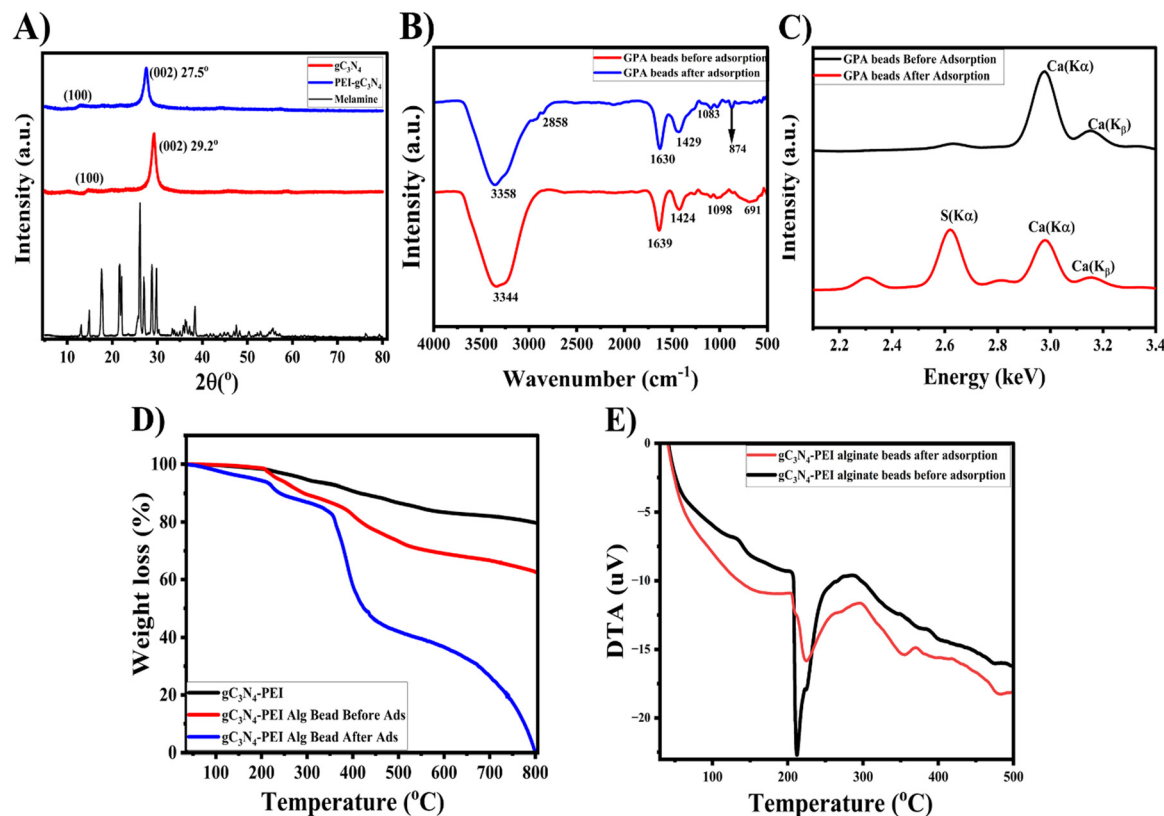 A)
(002) 27.5º
(100)
gC₃N₄
PEI-gC₃N₄
Melamine
(002) 29.2º
(100)
Intensity (a.u.)
10 20 30 40 50 60 70 80
2θ(º)
B)
GPA beads before adsorption
GPA beads after adsorption
2858
1083
1429
874
1630
3358
1424
1098
691
1639
3344
Intensity (a.u.)
4000 3500 3000 2500 2000 1500 1000 500
Wavenumber (cm⁻¹)
C)
GPA beads Before Adsorption
GPA beads After Adsorption
Ca(Kα)
Ca(Kᵦ)
S(Kα)
Ca(Kα)
Ca(Kᵦ)
Intensity (a.u.)
2.2 2.4 2.6 2.8 3.0 3.2 3.4
Energy (keV)
D)
100
80
60
40
20
0
Weight loss (%)
gC₃N₄-PEI
gC₃N₄-PEI Alg Bead Before Ads
gC₃N₄-PEI Alg Bead After Ads
100 200 300 400 500 600 700 800
Temperature (ºC)
E)
gC₃N₄-PEI alginate beads after adsorption
gC₃N₄-PEI alginate beads before adsorption
0
−5
−10
−15
−20
DTA (uV)
100 200 300 400 500
Temperature (ºC)